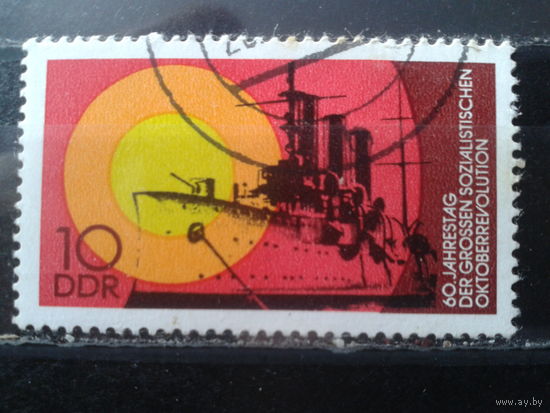 10
DDR
60. JAHRESTAG
DER GROSSEN SOZIALISTISCHEN
OKTOBERREVOLUTION
www.ay.by